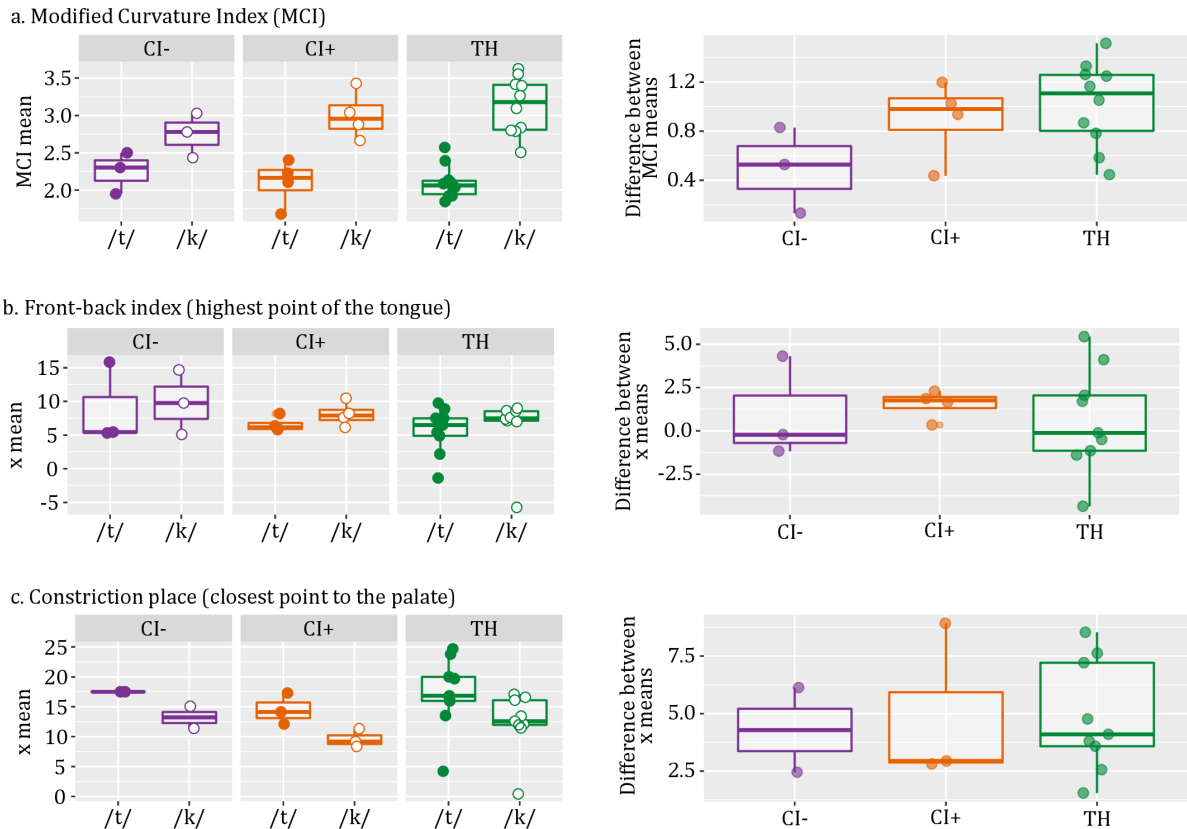 a. Modified Curvature Index (MCI)
CI- CI+ TH
MCI mean
3.5
3.0
2.5
2.0
/t/ /k/ /t/ /k/ /t/ /k/
Difference between
MCI means
1.2
0.8
0.4
CI- CI+ TH
b. Front-back index (highest point of the tongue)
CI- CI+ TH
x mean
15
10
5
0
-5
/t/ /k/ /t/ /k/ /t/ /k/
Difference between
x means
5.0
2.5
0.0
-2.5
CI- CI+ TH
c. Constriction place (closest point to the palate)
CI- CI+ TH
x mean
25
20
15
10
5
0
/t/ /k/ /t/ /k/ /t/ /k/
Difference between
x means
7.5
5.0
2.5
CI- CI+ TH